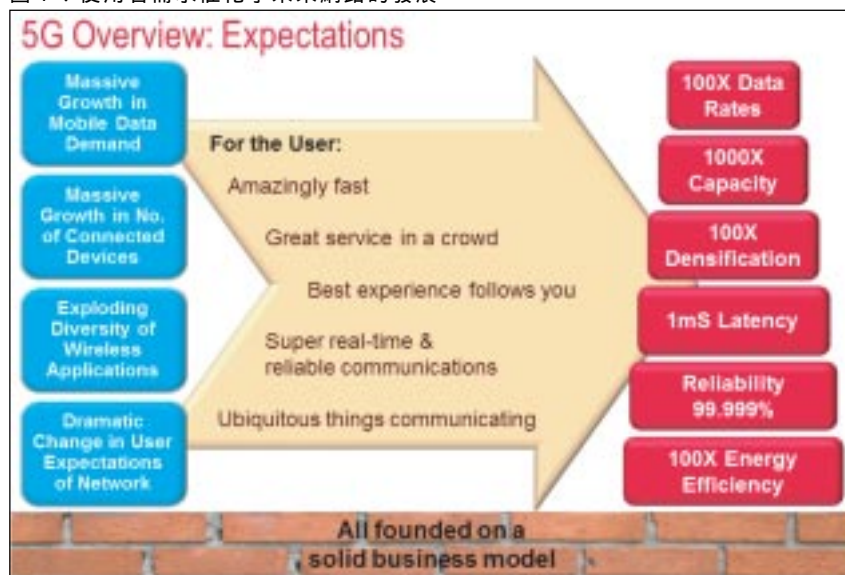 5G Overview: Expectations
Massive
Growth in
Mobile Data
Demand
Massive
Growth in No.
of Connected
Devices
Exploding
Diversity of
Wireless
Applications
Dramatic
Change in User
Expectations
of Network
For the User:
Amazingly fast
Great service in a crowd
Best experience follows you
Super real-time &
reliable communications
Ubiquitous things communicating
100X Data
Rates
1000X
Capacity
100X
Densification
1mS Latency
Reliability
99.999%
100X Energy
Efficiency
All founded on a
solid business model